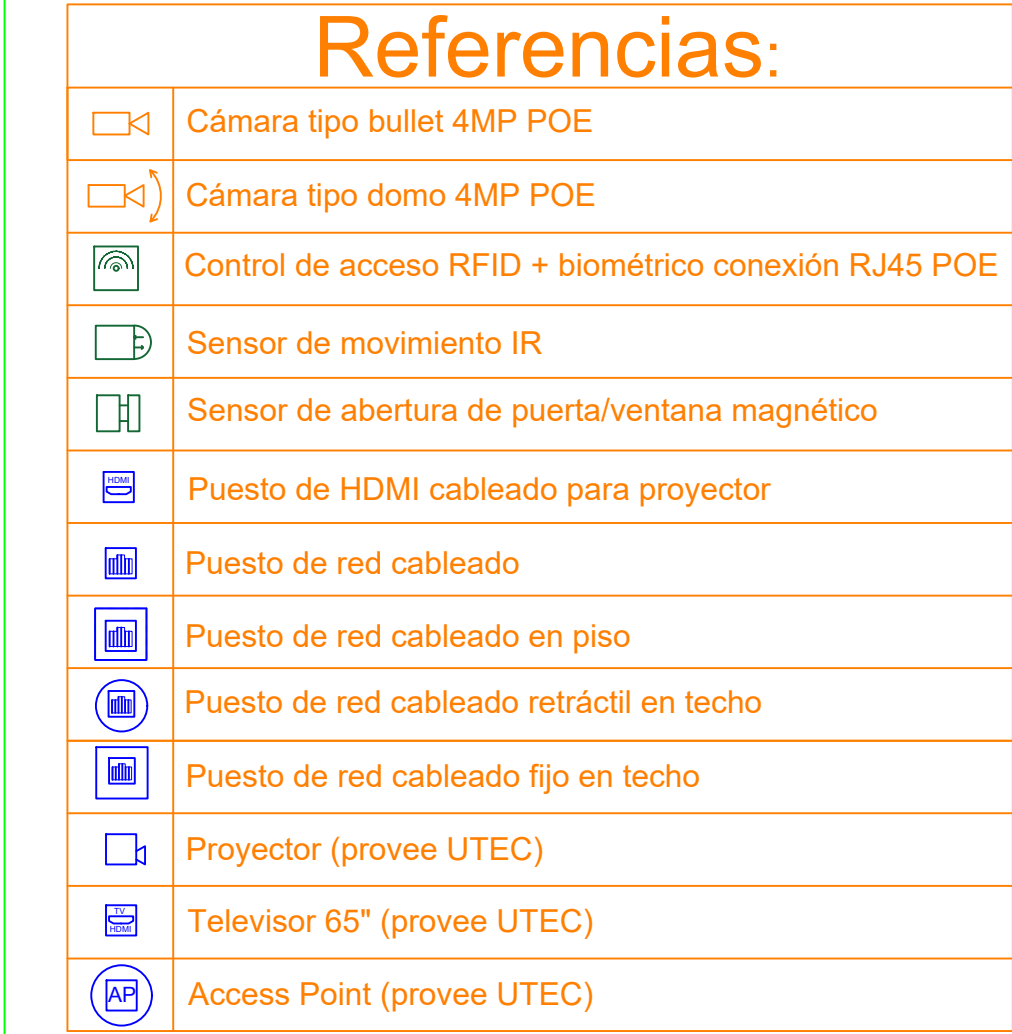 Referencias:
Cámara tipo bullet 4MP POE
Cámara tipo domo 4MP POE
Control de acceso RFID + biométrico conexión RJ45 POE
Sensor de movimiento IR
Sensor de abertura de puerta/ventana magnético
HDMI
Puesto de HDMI cableado para proyector
Puesto de red cableado
Puesto de red cableado en piso
Puesto de red cableado retráctil en techo
Puesto de red cableado fijo en techo
Proyector (provee UTEC)
TV
HDMI
Televisor 65" (provee UTEC)
AP
Access Point (provee UTEC)